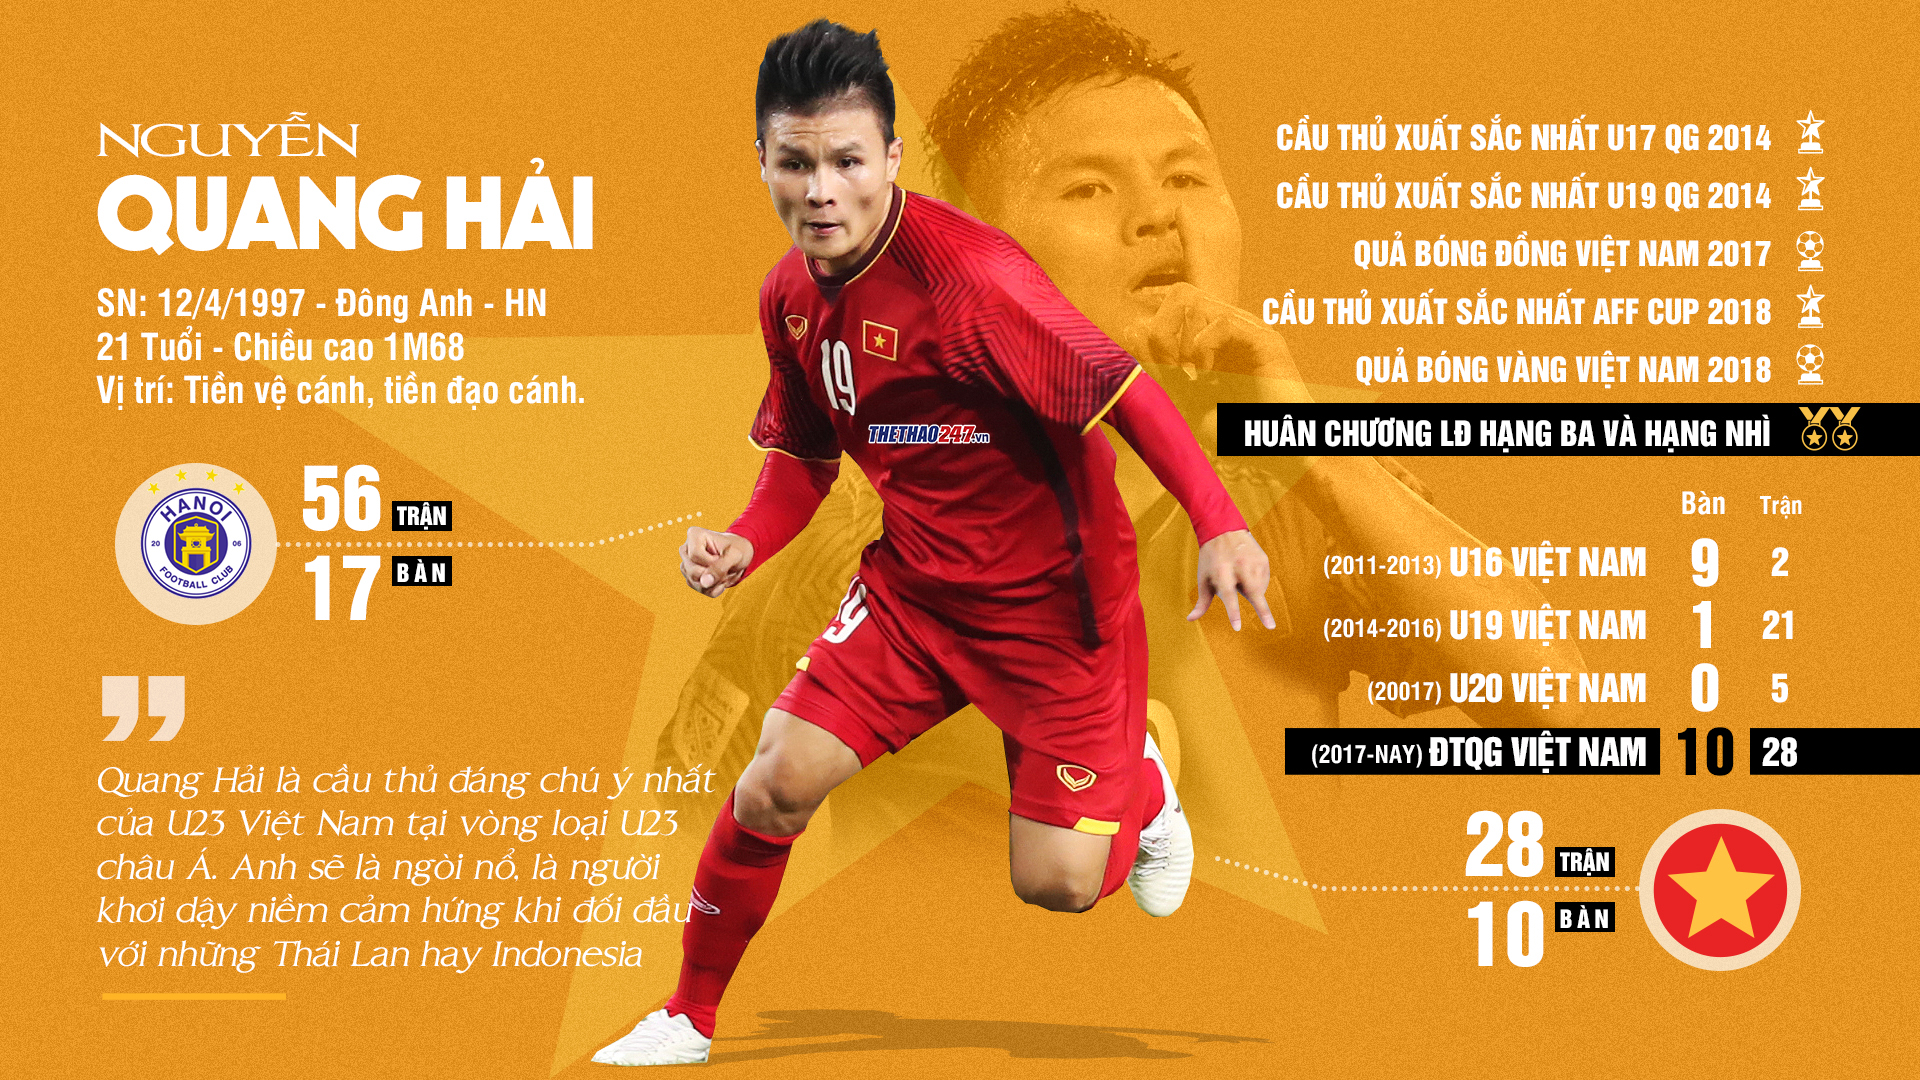 NGUYỄN
QUANG HẢI
SN: 12/4/1997 - Đông Anh - HN
21 Tuổi - Chiều cao 1M68
Vị trí: Tiền vệ cánh, tiền đạo cánh.
HANOI
20 06
FOOTBALL CLUB
56 TRẬN
17 BÀN
”
Quang Hải là cầu thủ đáng chú ý nhất
của U23 Việt Nam tại vòng loại U23
châu Á. Anh sẽ là ngòi nổ, là người
khơi dậy niềm cảm hứng khi đối đầu
với những Thái Lan hay Indonesia
19
THETHAO247.vn
19
CẦU THỦ XUẤT SẮC NHẤT U17 QG 2014
CẦU THỦ XUẤT SẮC NHẤT U19 QG 2014
QUẢ BÓNG ĐỒNG VIỆT NAM 2017
CẦU THỦ XUẤT SẮC NHẤT AFF CUP 2018
QUẢ BÓNG VÀNG VIỆT NAM 2018
HUÂN CHƯƠNG LĐ HẠNG BA VÀ HẠNG NHÌ
Bàn Trận
(2011-2013) U16 VIỆT NAM 9 2
(2014-2016) U19 VIỆT NAM 1 21
(20017) U20 VIỆT NAM 0 5
(2017-NAY) ĐTQG VIỆT NAM 10 28
28 TRẬN
10 BÀN